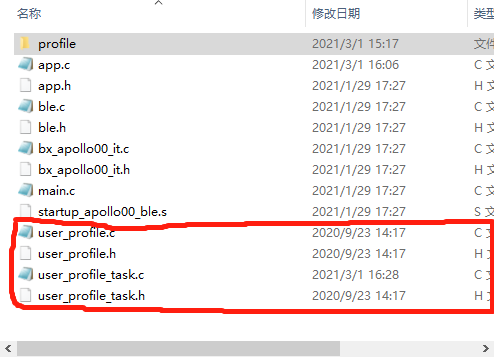 名称 修改日期 类型
profile 2021/3/1 15:17 文件
app.c 2021/3/1 16:06 C 文
app.h 2021/1/29 17:27 H 文
ble.c 2021/1/29 17:27 C 文
ble.h 2021/1/29 17:27 H 文
bx_apollo00_it.c 2021/1/29 17:27 C 文
bx_apollo00_it.h 2021/1/29 17:27 H 文
main.c 2021/1/29 17:27 C 文
startup_apollo00_ble.s 2021/1/29 17:27 S 文
user_profile.c 2020/9/23 14:17 C 文
user_profile.h 2020/9/23 14:17 H 文
user_profile_task.c 2021/3/1 16:28 C 文
user_profile_task.h 2020/9/23 14:17 H 文